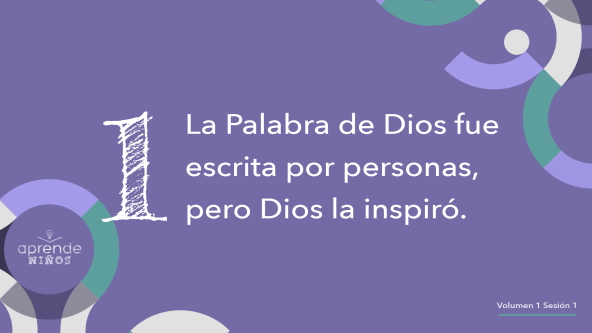 1
La Palabra de Dios fue
escrita por personas,
pero Dios la inspiró.
aprende
NIÑOS
Volumen 1 Sesión 1